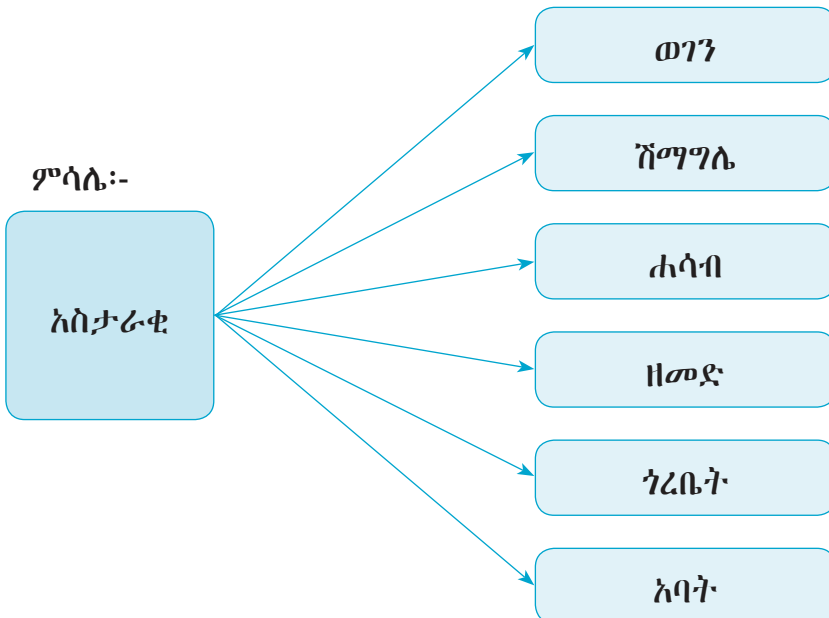 ምሳሌ፡-
አስታራቂ
ወገን
ሽማግሌ
ሐሳብ
ዘመድ
ጎረቤት
አባት